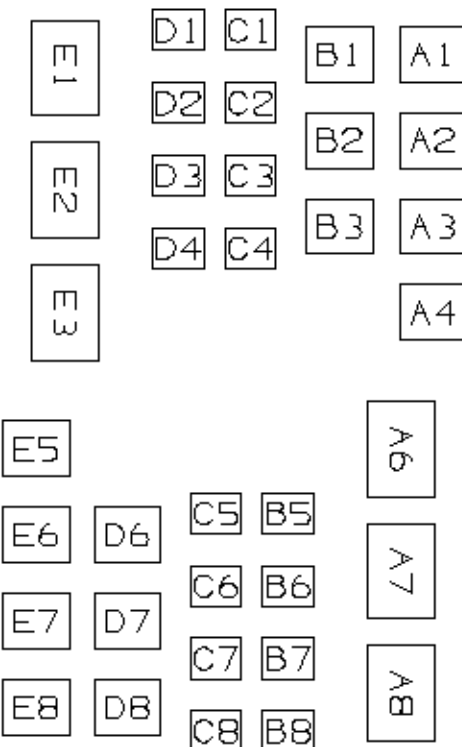 D1 C1
E1 B1 A1
D2 C2
B2 A2
E2 D3 C3
B3 A3
D4 C4
E3 A4
E5 A6
C5 B5
E6 D6
C6 B6 A7
E7 D7
C7 B7
E8 D8 A8
C8 B8